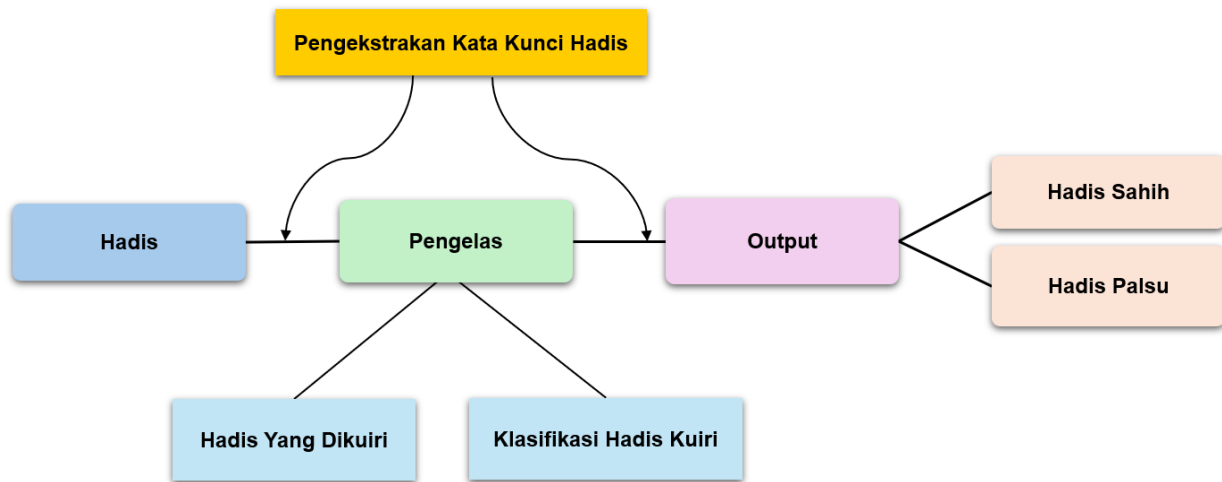 Pengekstrakan Kata Kunci Hadis
Hadis
Pengelas
Output
Hadis Sahih
Hadis Palsu
Hadis Yang Dikuiri
Klasifikasi Hadis Kuiri